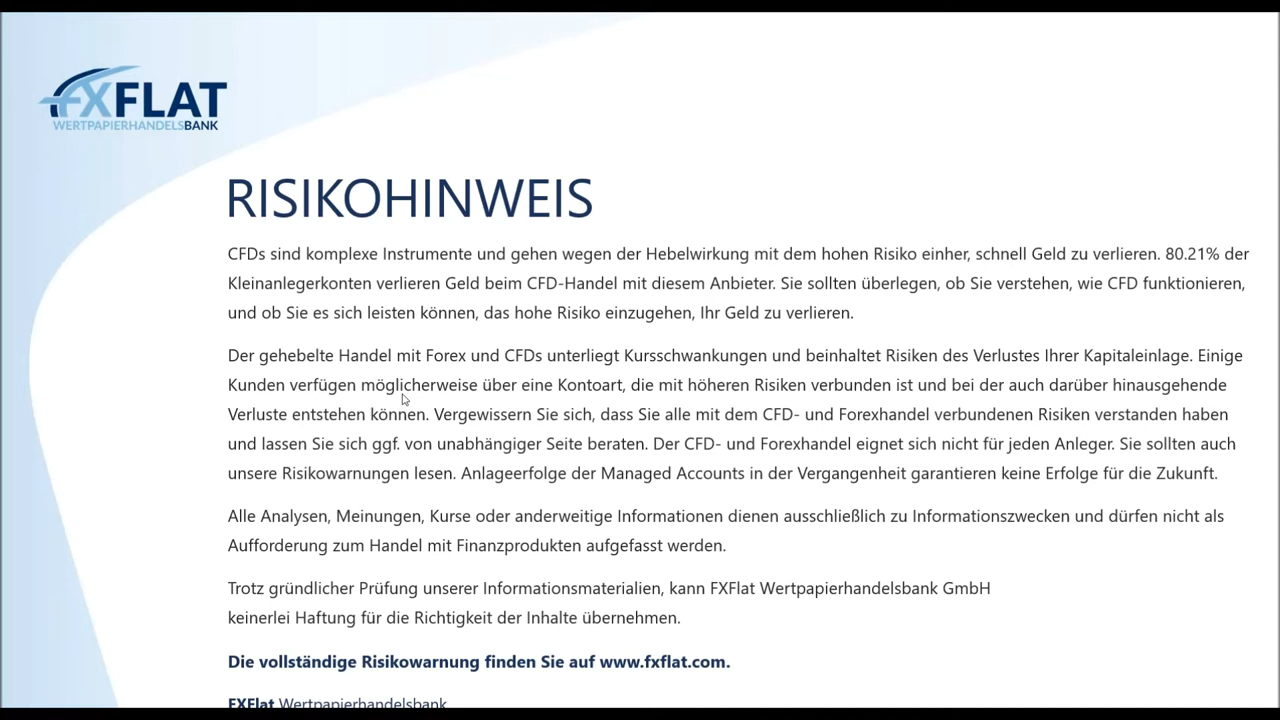 FXFLAT
WERTPAPIERHANDELSBANK
RISIKOHINWEIS
CFDs sind komplexe Instrumente und gehen wegen der Hebelwirkung mit dem hohen Risiko einher, schnell Geld zu verlieren. 80.21% der
Kleinanlegerkonten verlieren Geld beim CFD-Handel mit diesem Anbieter. Sie sollten überlegen, ob Sie verstehen, wie CFD funktionieren,
und ob Sie es sich leisten können, das hohe Risiko einzugehen, Ihr Geld zu verlieren.
Der gehebelte Handel mit Forex und CFDs unterliegt Kursschwankungen und beinhaltet Risiken des Verlustes Ihrer Kapitaleinlage. Einige
Kunden verfügen möglicherweise über eine Kontoart, die mit höheren Risiken verbunden ist und bei der auch darüber hinausgehende
Verluste entstehen können. Vergewissern Sie sich, dass Sie alle mit dem CFD- und Forexhandel verbundenen Risiken verstanden haben
und lassen Sie sich ggf. von unabhängiger Seite beraten. Der CFD- und Forexhandel eignet sich nicht für jeden Anleger. Sie sollten auch
unsere Risikowarnungen lesen. Anlageerfolge der Managed Accounts in der Vergangenheit garantieren keine Erfolge für die Zukunft.
Alle Analysen, Meinungen, Kurse oder anderweitige Informationen dienen ausschließlich zu Informationszwecken und dürfen nicht als
Aufforderung zum Handel mit Finanzprodukten aufgefasst werden.
Trotz gründlicher Prüfung unserer Informationsmaterialien, kann FXFlat Wertpapierhandelsbank GmbH
keinerlei Haftung für die Richtigkeit der Inhalte übernehmen.
Die vollständige Risikowarnung finden Sie auf www.fxflat.com.
FXFlat Wertpapierhandelsbank